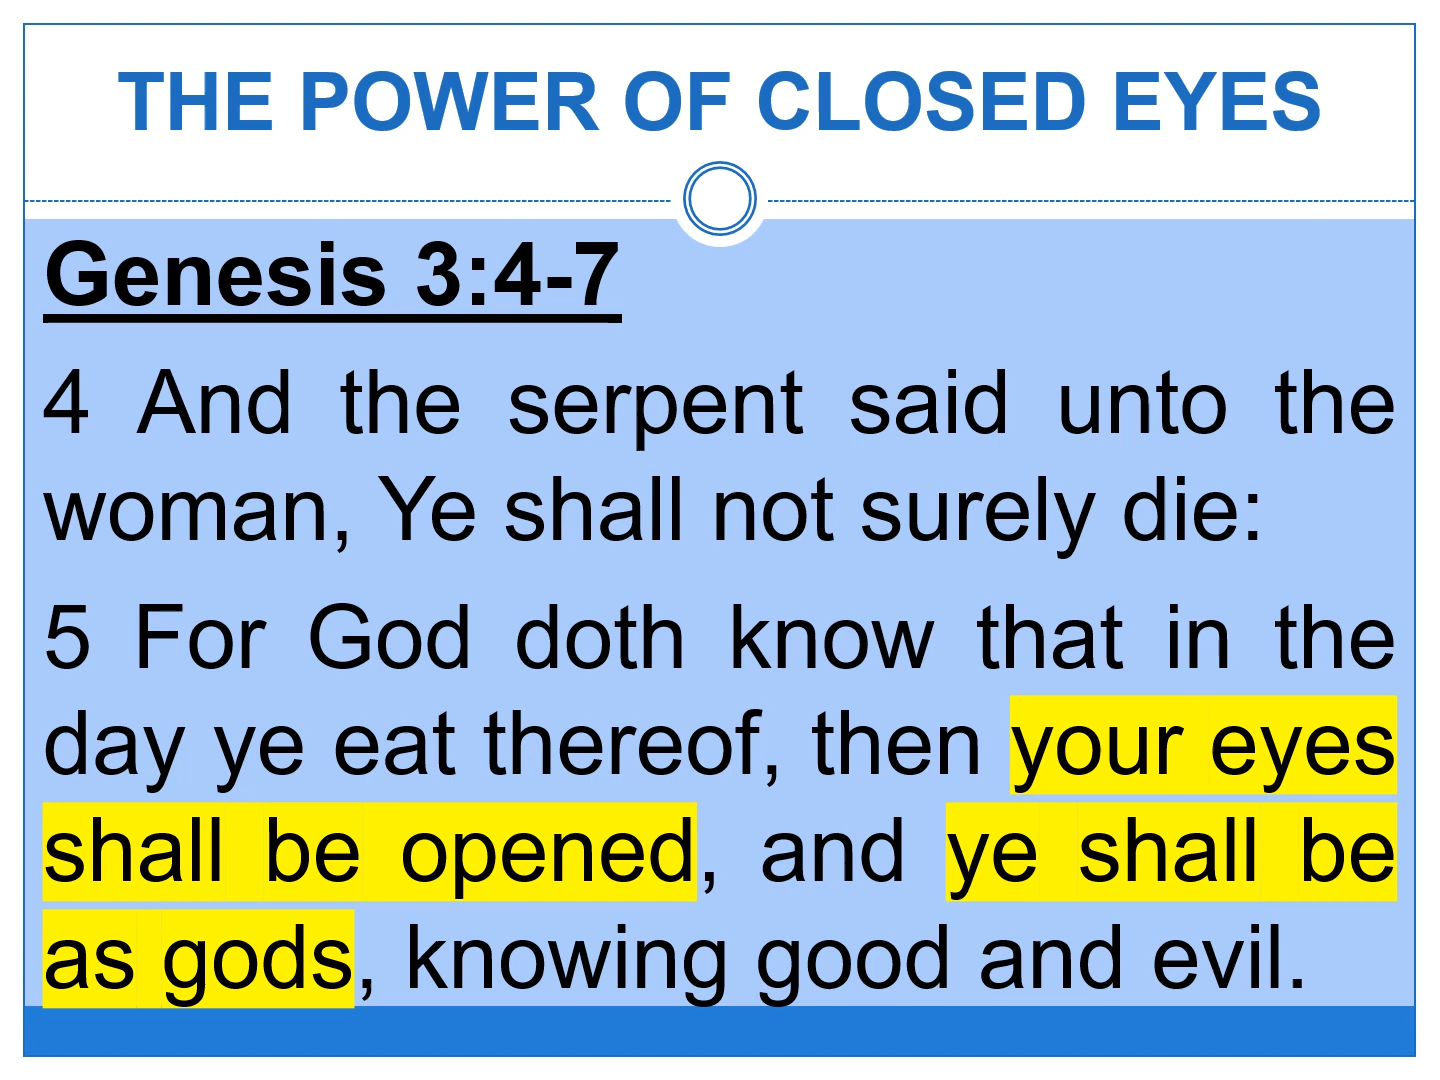 THE POWER OF CLOSED EYES
Genesis 3:4-7
4 And the serpent said unto the
woman, Ye shall not surely die:
5 For God doth know that in the
day ye eat thereof, then your eyes
shall be opened, and ye shall be
as gods, knowing good and evil.